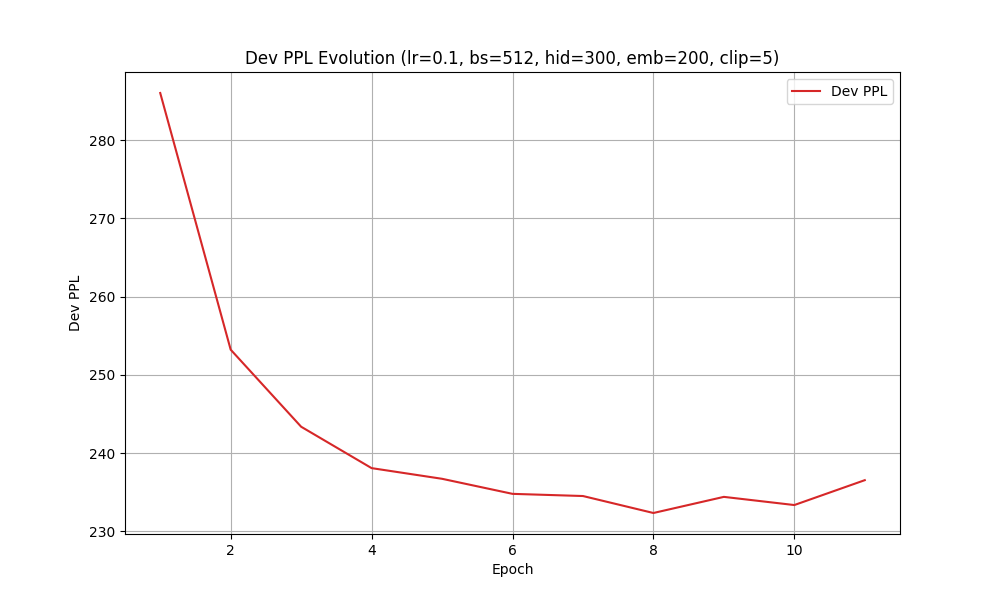 Dev PPL Evolution (lr=0.1, bs=512, hid=300, emb=200, clip=5)
Dev PPL
280
270
260
250
240
230
Dev PPL
2
4
6
8
10
Epoch